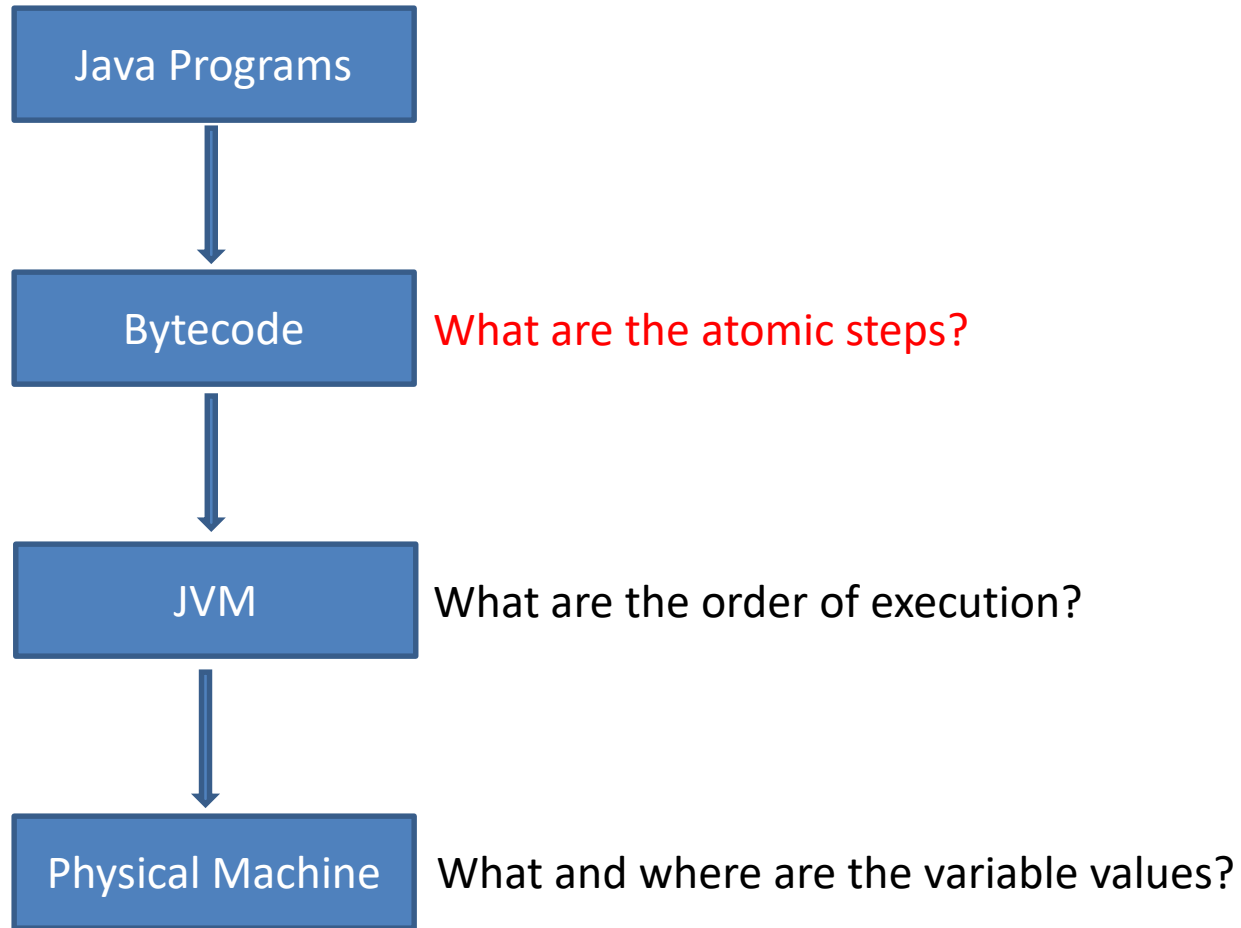 Java Programs
Bytecode
What are the atomic steps?
JVM
What are the order of execution?
Physical Machine
What and where are the variable values?